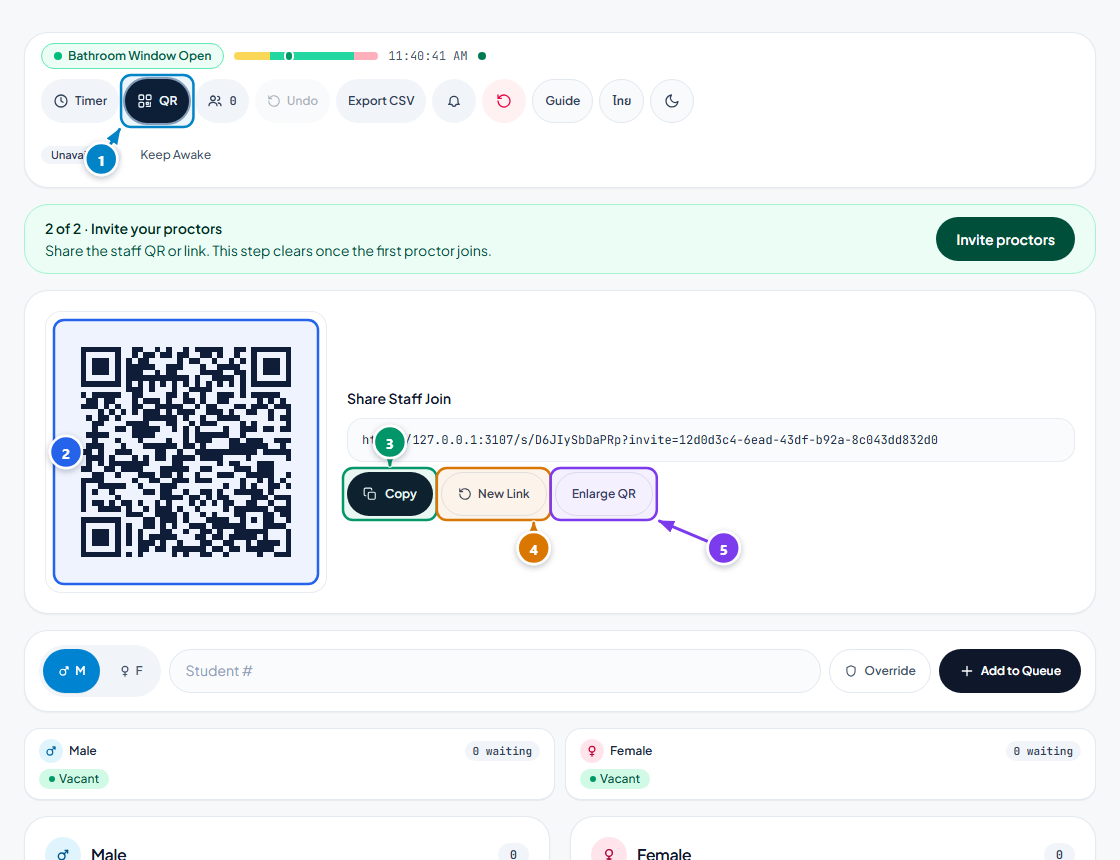 Bathroom Window Open
11:40:41 AM
Timer
QR
0
Undo
Export CSV
Guide
ไทย
1
Keep Awake
2 of 2 · Invite your proctors
Share the staff QR or link. This step clears once the first proctor joins.
Invite proctors
Share Staff Join
/127.0.0.1:3107/s/D6JIySbDaPRp?invite=12d0d3c4-6ead-43df-b92a-8c043dd832d0
2
3
Copy
New Link
Enlarge QR
4
5
M
F
Student #
Override
Add to Queue
Male
0 waiting
Vacant
Female
0 waiting
Vacant
Male
0
Female
0